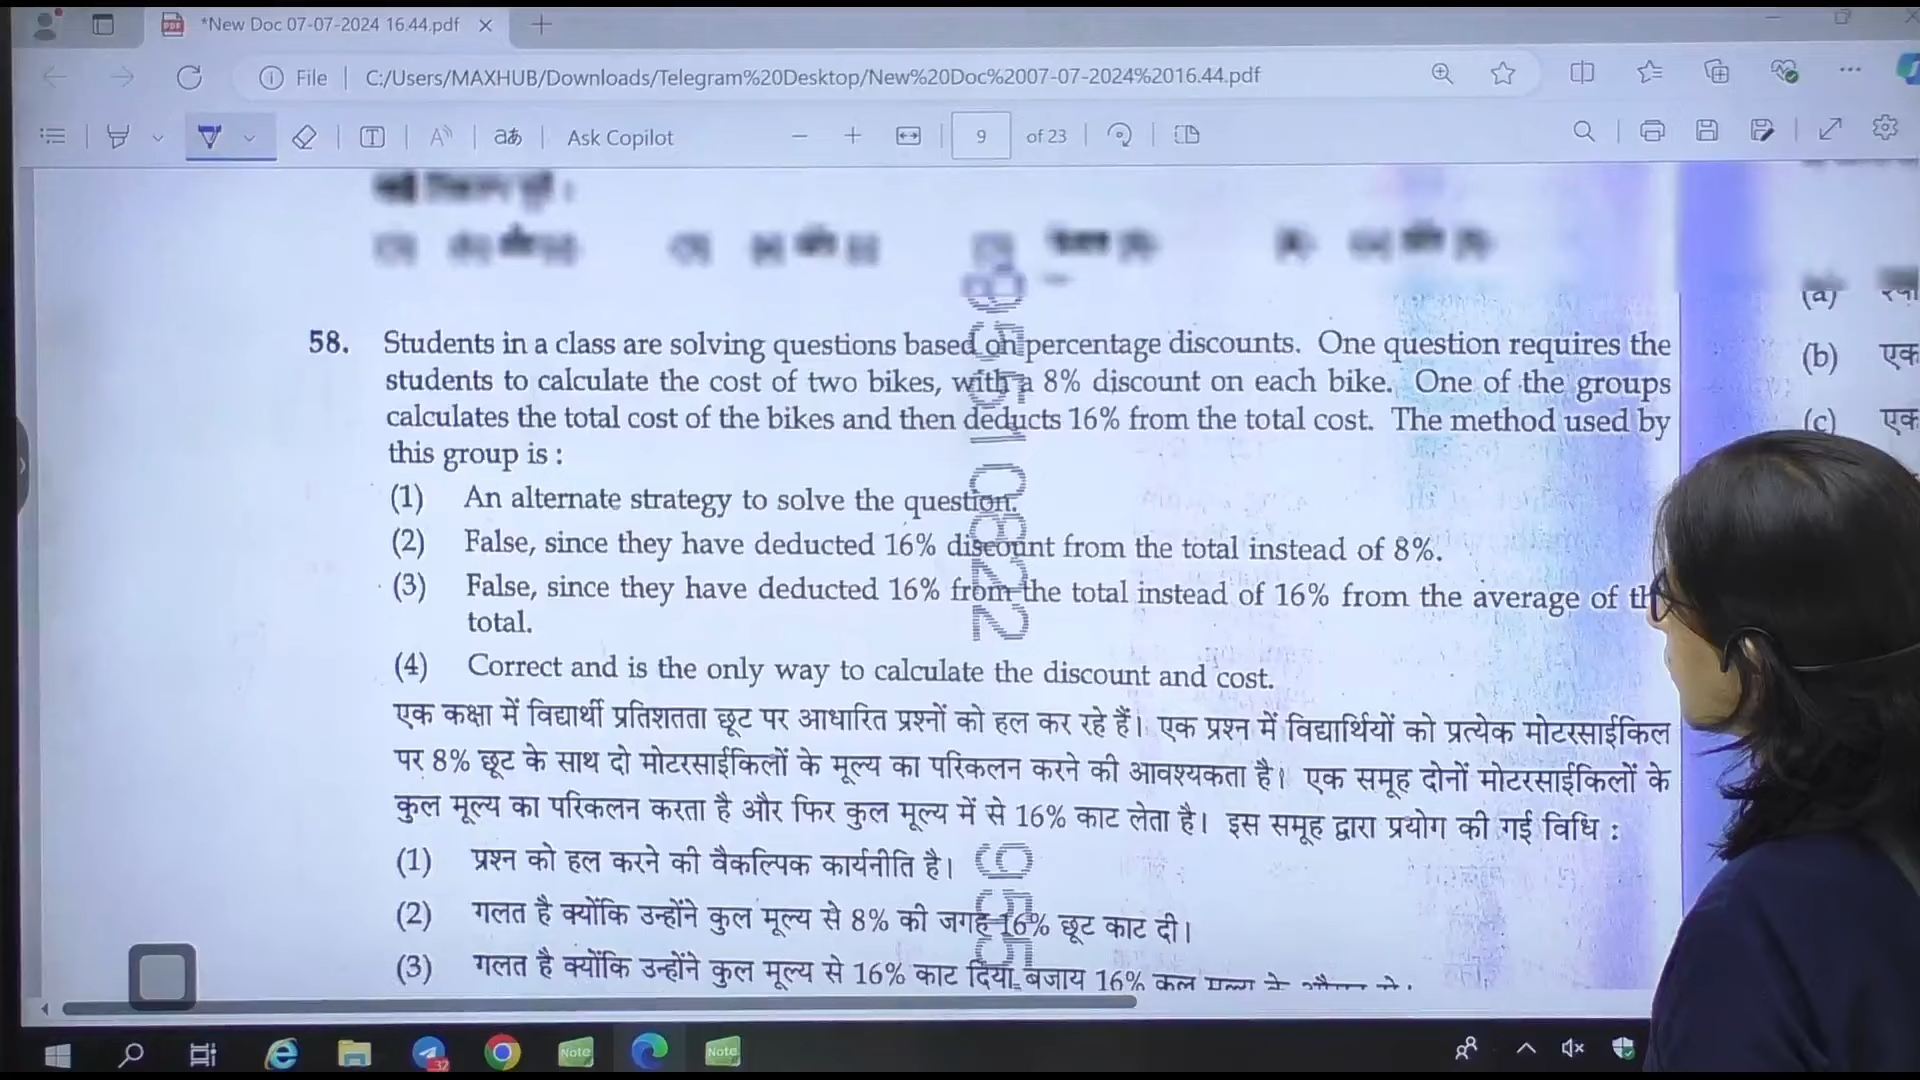 *New Doc 07-07-2024 16.44.pdf
File
C:/Users/MAXHUB/Downloads/Telegram%20Desktop/New%20Doc%2007-07-2024%2016.44.pdf
Ask Copilot
9 of 23
58. Students in a class are solving questions based on percentage discounts. One question requires the
students to calculate the cost of two bikes, with a 8% discount on each bike. One of the groups
calculates the total cost of the bikes and then deducts 16% from the total cost. The method used by
this group is :
(1) An alternate strategy to solve the question.
(2) False, since they have deducted 16% discount from the total instead of 8%.
(3) False, since they have deducted 16% from the total instead of 16% from the average of
total.
(4) Correct and is the only way to calculate the discount and cost.
एक कक्षा में विद्यार्थी प्रतिशतता छूट पर आधारित प्रश्नों को हल कर रहे हैं। एक प्रश्न में विद्यार्थियों को प्रत्येक मोटरसाईकिल
पर 8% छूट के साथ दो मोटरसाईकिलों के मूल्य का परिकलन करने की आवश्यकता है। एक समूह दोनों मोटरसाईकिलों के
कुल मूल्य का परिकलन करता है और फिर कुल मूल्य में से 16% काट लेता है। इस समूह द्वारा प्रयोग की गई विधि :
(1) प्रश्न को हल करने की वैकल्पिक कार्यनीति है।
(2) गलत है क्योंकि उन्होंने कुल मूल्य से 8% की जगह 16% छूट काट दी।
(3) गलत है क्योंकि उन्होंने कुल मूल्य से 16% काट दिया बजाय 16%
(a)
(b) एक
(c) एक
Note
Note
32